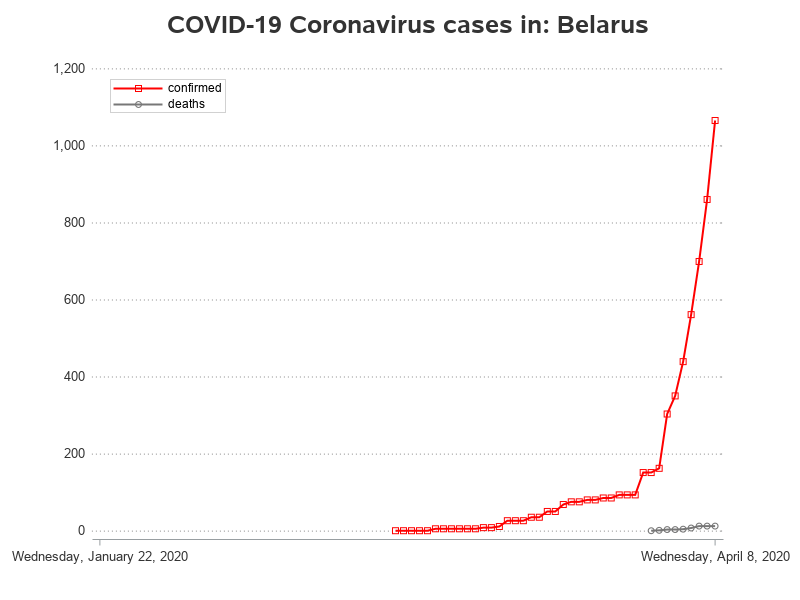 COVID-19 Coronavirus cases in: Belarus
1,200
confirmed
deaths
1,000
800
600
400
200
0
Wednesday, January 22, 2020
Wednesday, April 8, 2020